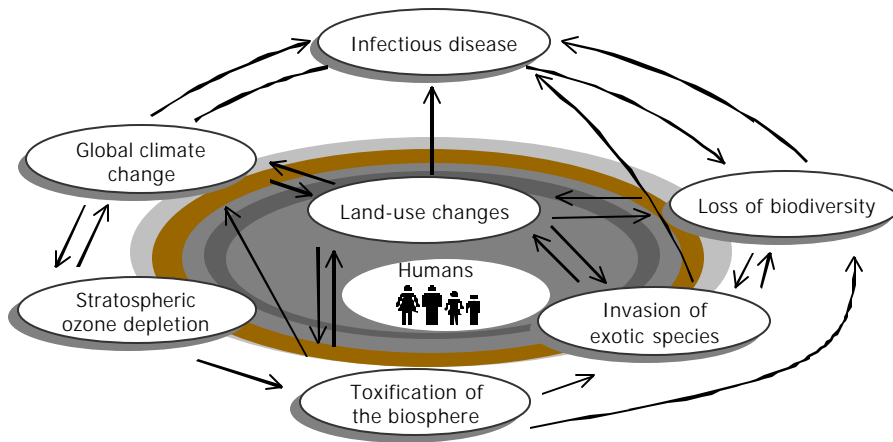 Infectious disease
Global climate
change
Land-use changes
Loss of biodiversity
Humans
Stratospheric
ozone depletion
Invasion of
exotic species
Toxification of
the biosphere